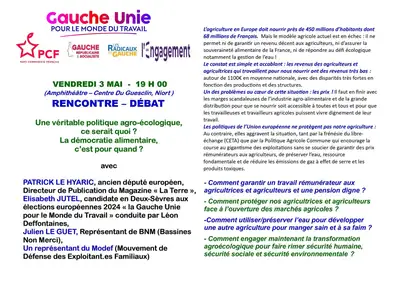 Gauche Unie
POUR LE MONDE DU TRAVAIL
PCF
GAUCHE
RÉPUBLICAINE
& SOCIALISTE
LES RADICAUX
DE GAUCHE
l'Engagement
VENDREDI 3 MAI - 19 H 00
(Amphithéâtre – Centre Du Guesclin, Niort )
RENCONTRE – DÉBAT
Une véritable politique agro-écologique,
ce serait quoi ?
La démocratie alimentaire,
c'est pour quand ?
avec
PATRICK LE HYARIC, ancien député européen,
Directeur de Publication du Magazine « La Terre »,
Elisabeth JUTEL, candidate en Deux-Sèvres aux
élections européennes 2024 « la Gauche Unie
pour le Monde du Travail » conduite par Léon
Deffontaines,
Julien LE GUET, Représentant de BNM (Bassines
Non Merci),
Un représentant du Modef (Mouvement de
Défense des Exploitant.es Familiaux)
L'agriculture en Europe doit nourrir près de 450 millions d'habitants dont
68 millions de Français. Mais le modèle agricole actuel est en échec : il ne
permet ni de garantir un revenu décent aux agriculteurs, ni d'assurer la
souveraineté alimentaire de la France, ni de répondre au défi écologique
notamment la gestion de l'eau !
Le constat est simple et accablant : les revenus des agriculteurs et
agricultrices qui travaillent pour nous nourrir ont des revenus très bas :
autour de 1100€ en moyenne nationale, avec des disparités très fortes en
fonction des productions et des structures.
Un des problèmes au cœur de cette situation : les prix ! Il faut en finir avec
les marges scandaleuses de l'industrie agro-alimentaire et de la grande
distribution pour que se nourrir soit accessible à toutes et tous et pour que
les travailleuses et travailleurs agricoles puissent vivre dignement de leur
travail.
Les politiques de l'Union européenne ne protègent pas notre agriculture :
Au contraire, elles aggravent la situation, tant par la frénésie du libre-
échange (CETA) que par la Politique Agricole Commune qui encourage la
course au gigantisme des exploitations sans se soucier de garantir des prix
rémunérateurs aux agriculteurs, de préserver l'eau, ressource
fondamentale et de réduire les émissions de gaz à effet de serre et les
produits toxiques.
- Comment garantir un travail rémunérateur aux
agricultrices et agriculteurs et une pension digne ?
- Comment protéger nos agricultrices et agriculteurs
face à l'ouverture des marchés agricoles ?
-Comment utiliser/préserver l'eau pour développer
une autre agriculture pour manger sain et à sa faim ?
- Comment engager maintenant la transformation
agroécologique pour faire rimer sécurité humaine,
sécurité sociale et sécurité environnementale ?